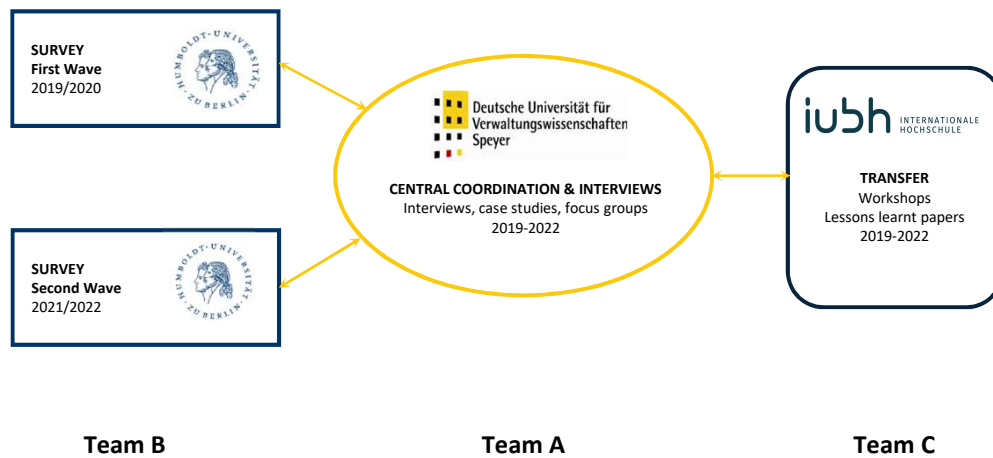 SURVEY
First Wave
2019/2020
HUMBOLDT-UNIVERSITÄT
ZU BERLIN
SURVEY
Second Wave
2021/2022
HUMBOLDT-UNIVERSITÄT
ZU BERLIN
Deutsche Universität für
Verwaltungswissenschaften
Speyer
CENTRAL COORDINATION & INTERVIEWS
Interviews, case studies, focus groups
2019-2022
iubh INTERNATIONALE
HOCHSCHULE
TRANSFER
Workshops
Lessons learnt papers
2019-2022
Team B
Team A
Team C